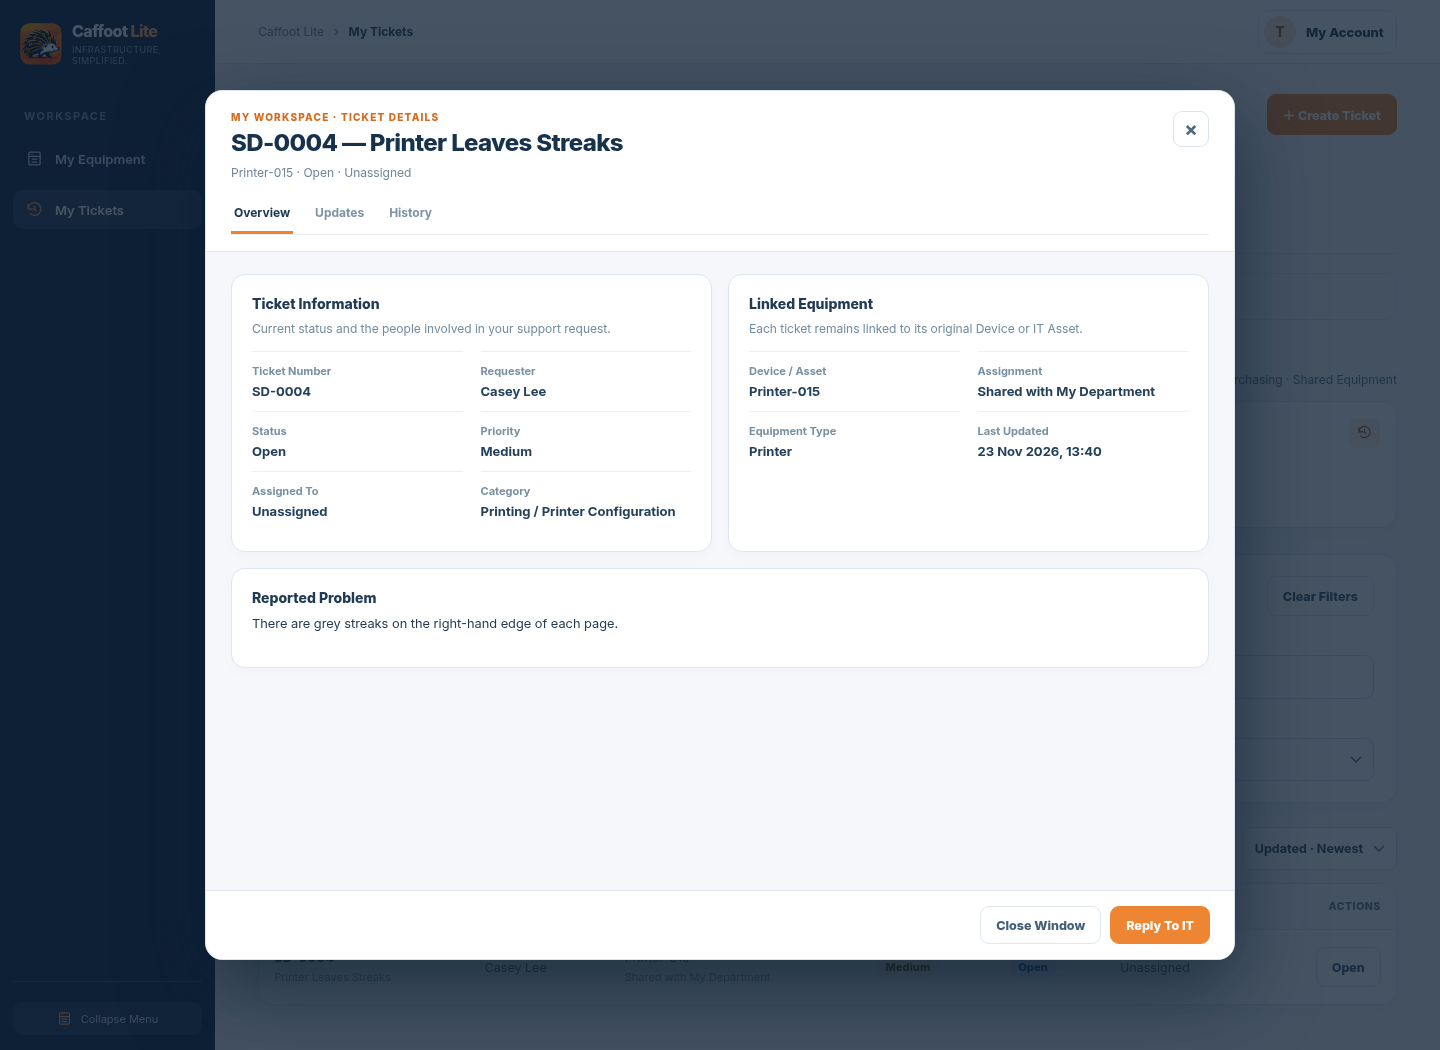 Caffoot Lite
INFRASTRUCTURE,
SIMPLIFIED.
WORKSPACE
My Equipment
My Tickets
Collapse Menu
Caffoot Lite › My Tickets
T My Account
+ Create Ticket
MY WORKSPACE · TICKET DETAILS
SD-0004 — Printer Leaves Streaks
Printer-015 · Open · Unassigned
×
Overview Updates History
Ticket Information
Current status and the people involved in your support request.
Ticket Number
SD-0004
Requester
Casey Lee
Status
Open
Priority
Medium
Assigned To
Unassigned
Category
Printing / Printer Configuration
Linked Equipment
Each ticket remains linked to its original Device or IT Asset.
Device / Asset
Printer-015
Assignment
Shared with My Department
Equipment Type
Printer
Last Updated
23 Nov 2026, 13:40
Reported Problem
There are grey streaks on the right-hand edge of each page.
Close Window
Reply To IT
· Shared Equipment
Clear Filters
Updated · Newest
ACTIONS
Printer Leaves Streaks
Casey Lee
Shared with My Department
Medium
Open
Unassigned
Open